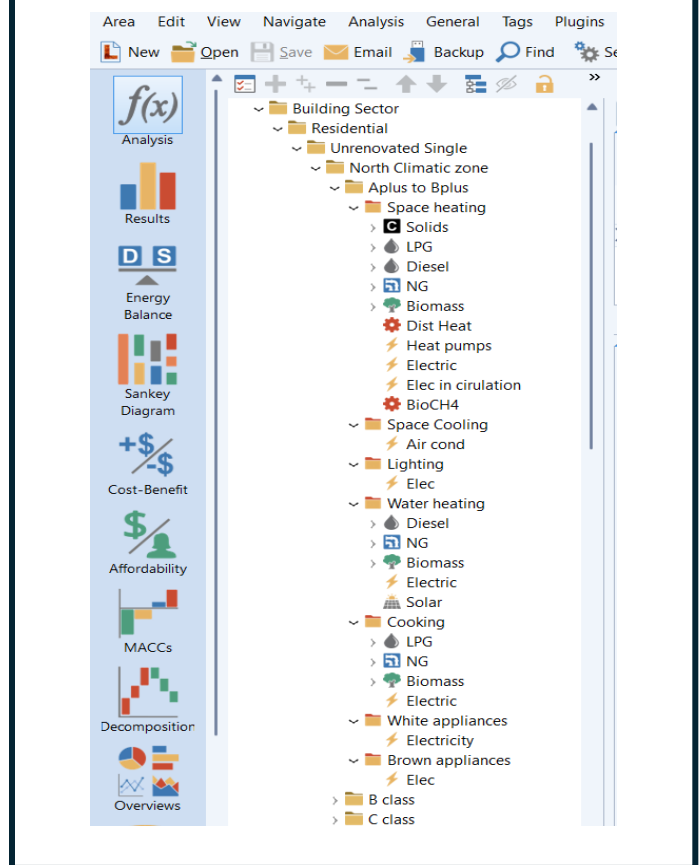 Area Edit View Navigate Analysis General Tags Plugins
New Open Save Email Backup Find Se
f(x)
Analysis
Results
D S
Energy
Balance
Sankey
Diagram
+$
-$
Cost-Benefit
$
Affordability
MACCs
Decomposition
Overviews
»
Building Sector
Residential
Unrenovated Single
North Climatic zone
Aplus to Bplus
Space heating
C Solids
LPG
Diesel
NG
Biomass
Dist Heat
Heat pumps
Electric
Elec in cirulation
BioCH4
Space Cooling
Air cond
Lighting
Elec
Water heating
Diesel
NG
Biomass
Electric
Solar
Cooking
LPG
NG
Biomass
Electric
White appliances
Electricity
Brown appliances
Elec
B class
C class